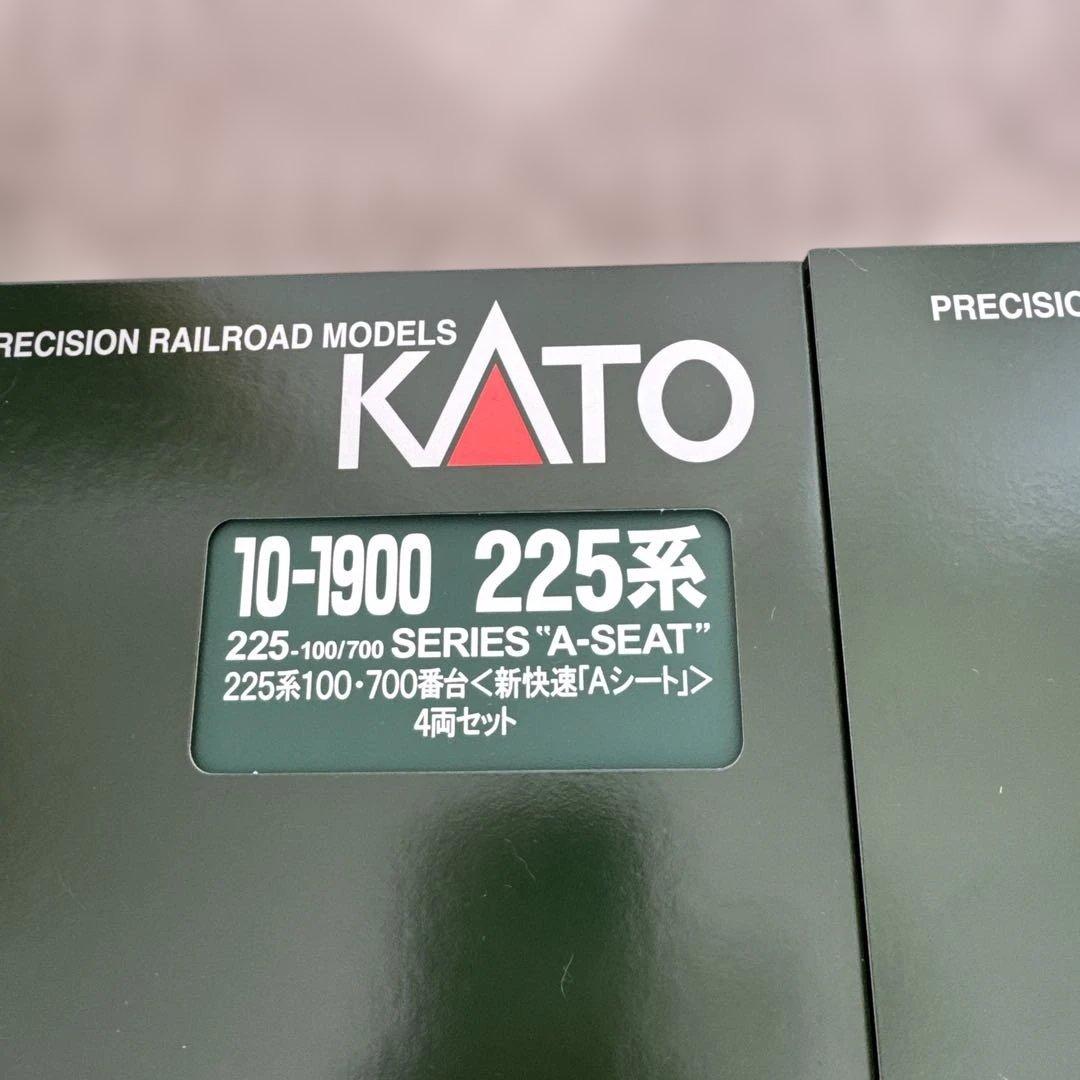 RECISION RAILROAD MODELS
KATO
10-1900 225系
225-100/700 SERIES “A-SEAT”
225系100・700番台＜新快速「Aシート」＞
4両セット
PRECISIO